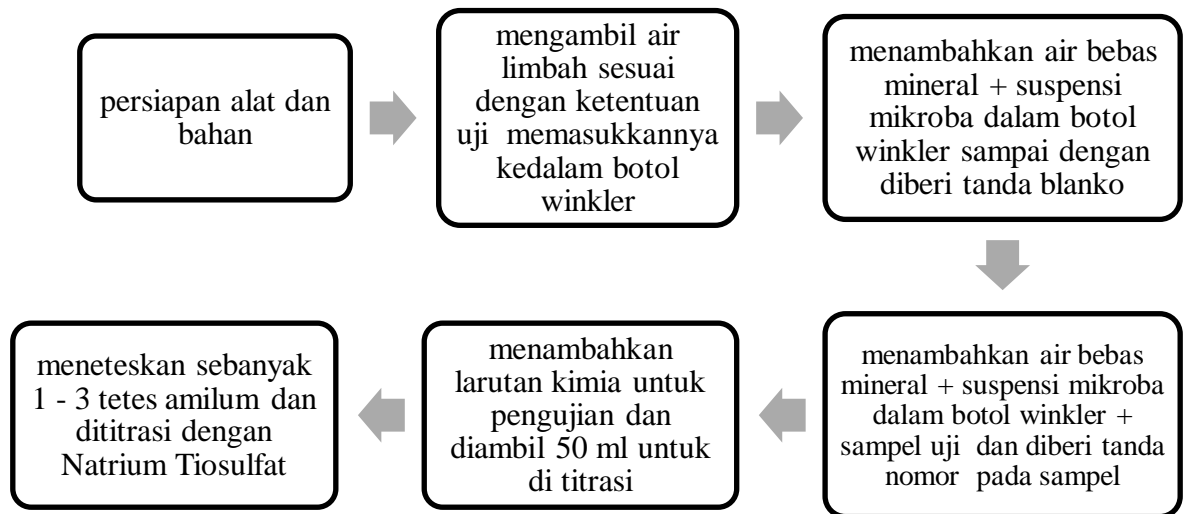 persiapan alat dan
bahan
mengambil air
limbah sesuai
dengan ketentuan
uji memasukkannya
kedalam botol
winkler
menambahkan air bebas
mineral + suspensi
mikroba dalam botol
winkler sampai dengan
diberi tanda blanko
menambahkan air bebas
mineral + suspensi mikroba
dalam botol winkler +
sampel uji dan diberi tanda
nomor pada sampel
menambahkan
larutan kimia untuk
pengujian dan
diambil 50 ml untuk
di titrasi
meneteskan sebanyak
1 - 3 tetes amilum dan
dititrasi dengan
Natrium Tiosulfat